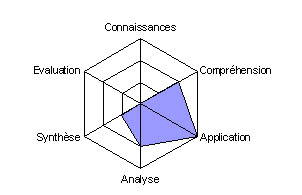 Connaissances
Evaluation
Compréhension
Synthèse
Application
Analyse